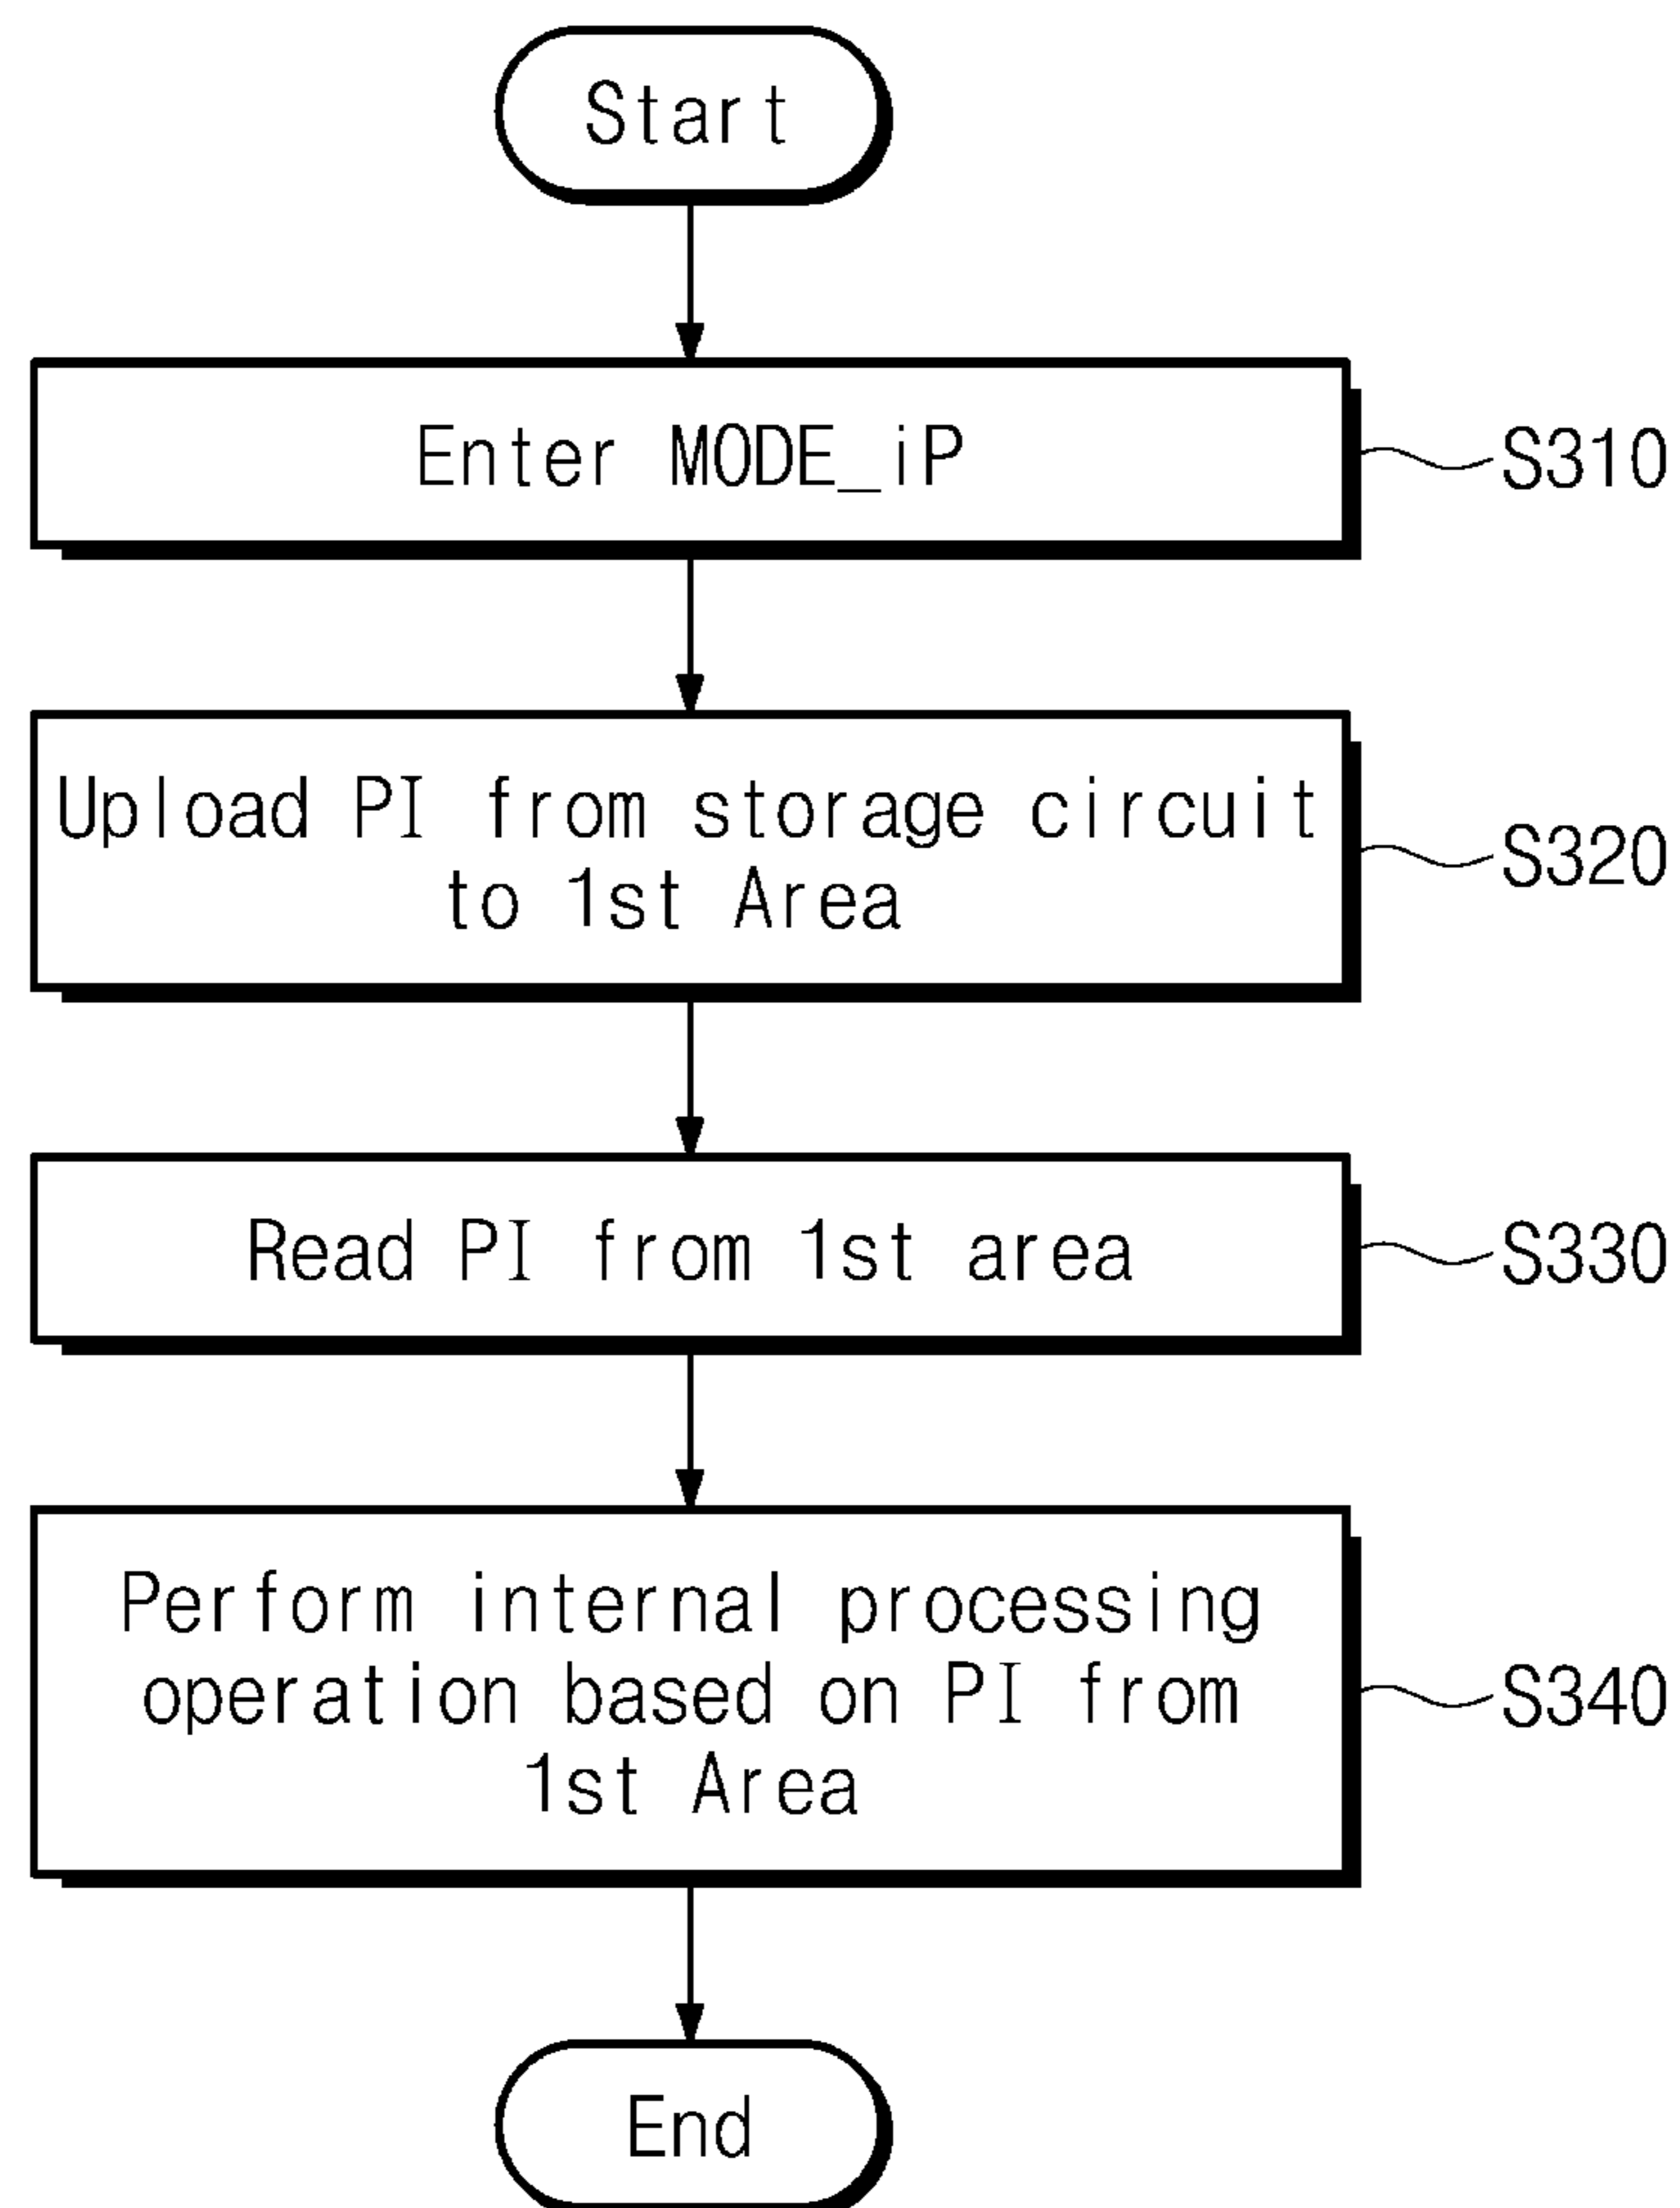 Start
Enter MODE_iP
S310
Upload PI from storage circuit
to 1st Area
S320
Read PI from 1st area
S330
Perform internal processing
operation based on PI from
1st Area
S340
End